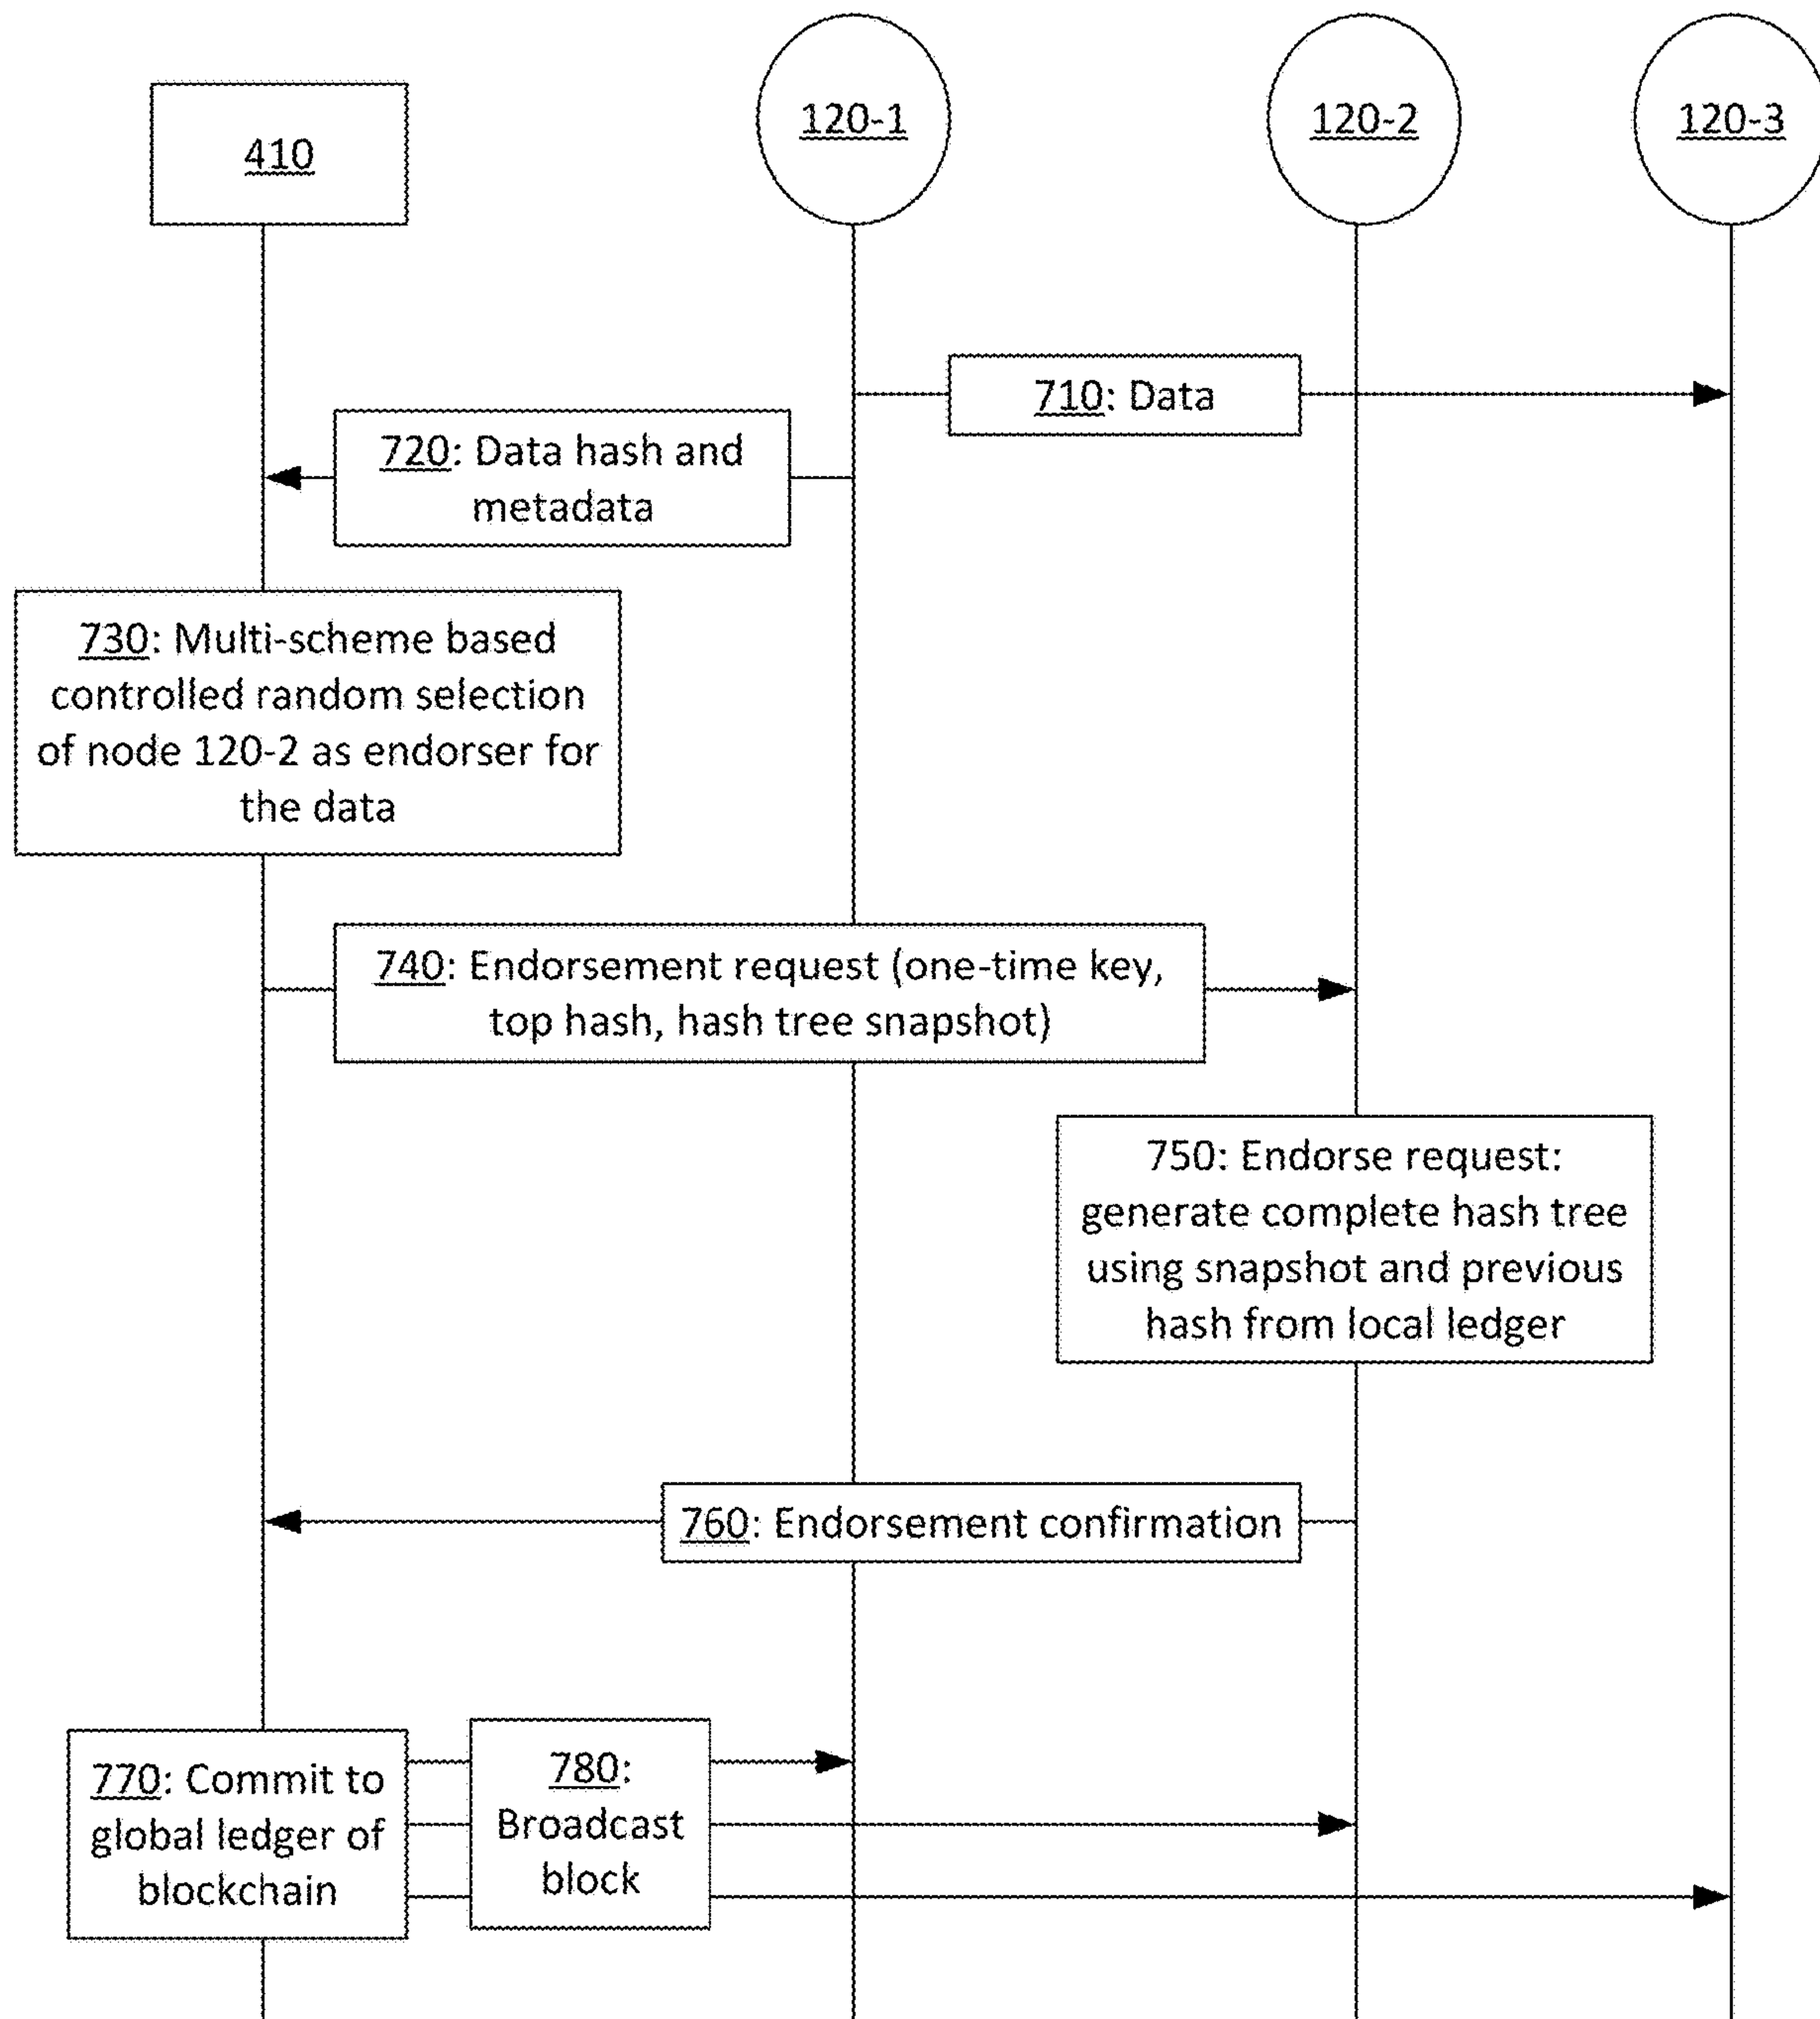 410
120-1
120-2
120-3
710: Data
720: Data hash and
metadata
730: Multi-scheme based
controlled random selection
of node 120-2 as endorser for
the data
740: Endorsement request (one-time key,
top hash, hash tree snapshot)
750: Endorse request:
generate complete hash tree
using snapshot and previous
hash from local ledger
760: Endorsement confirmation
770: Commit to
global ledger of
blockchain
780:
Broadcast
block